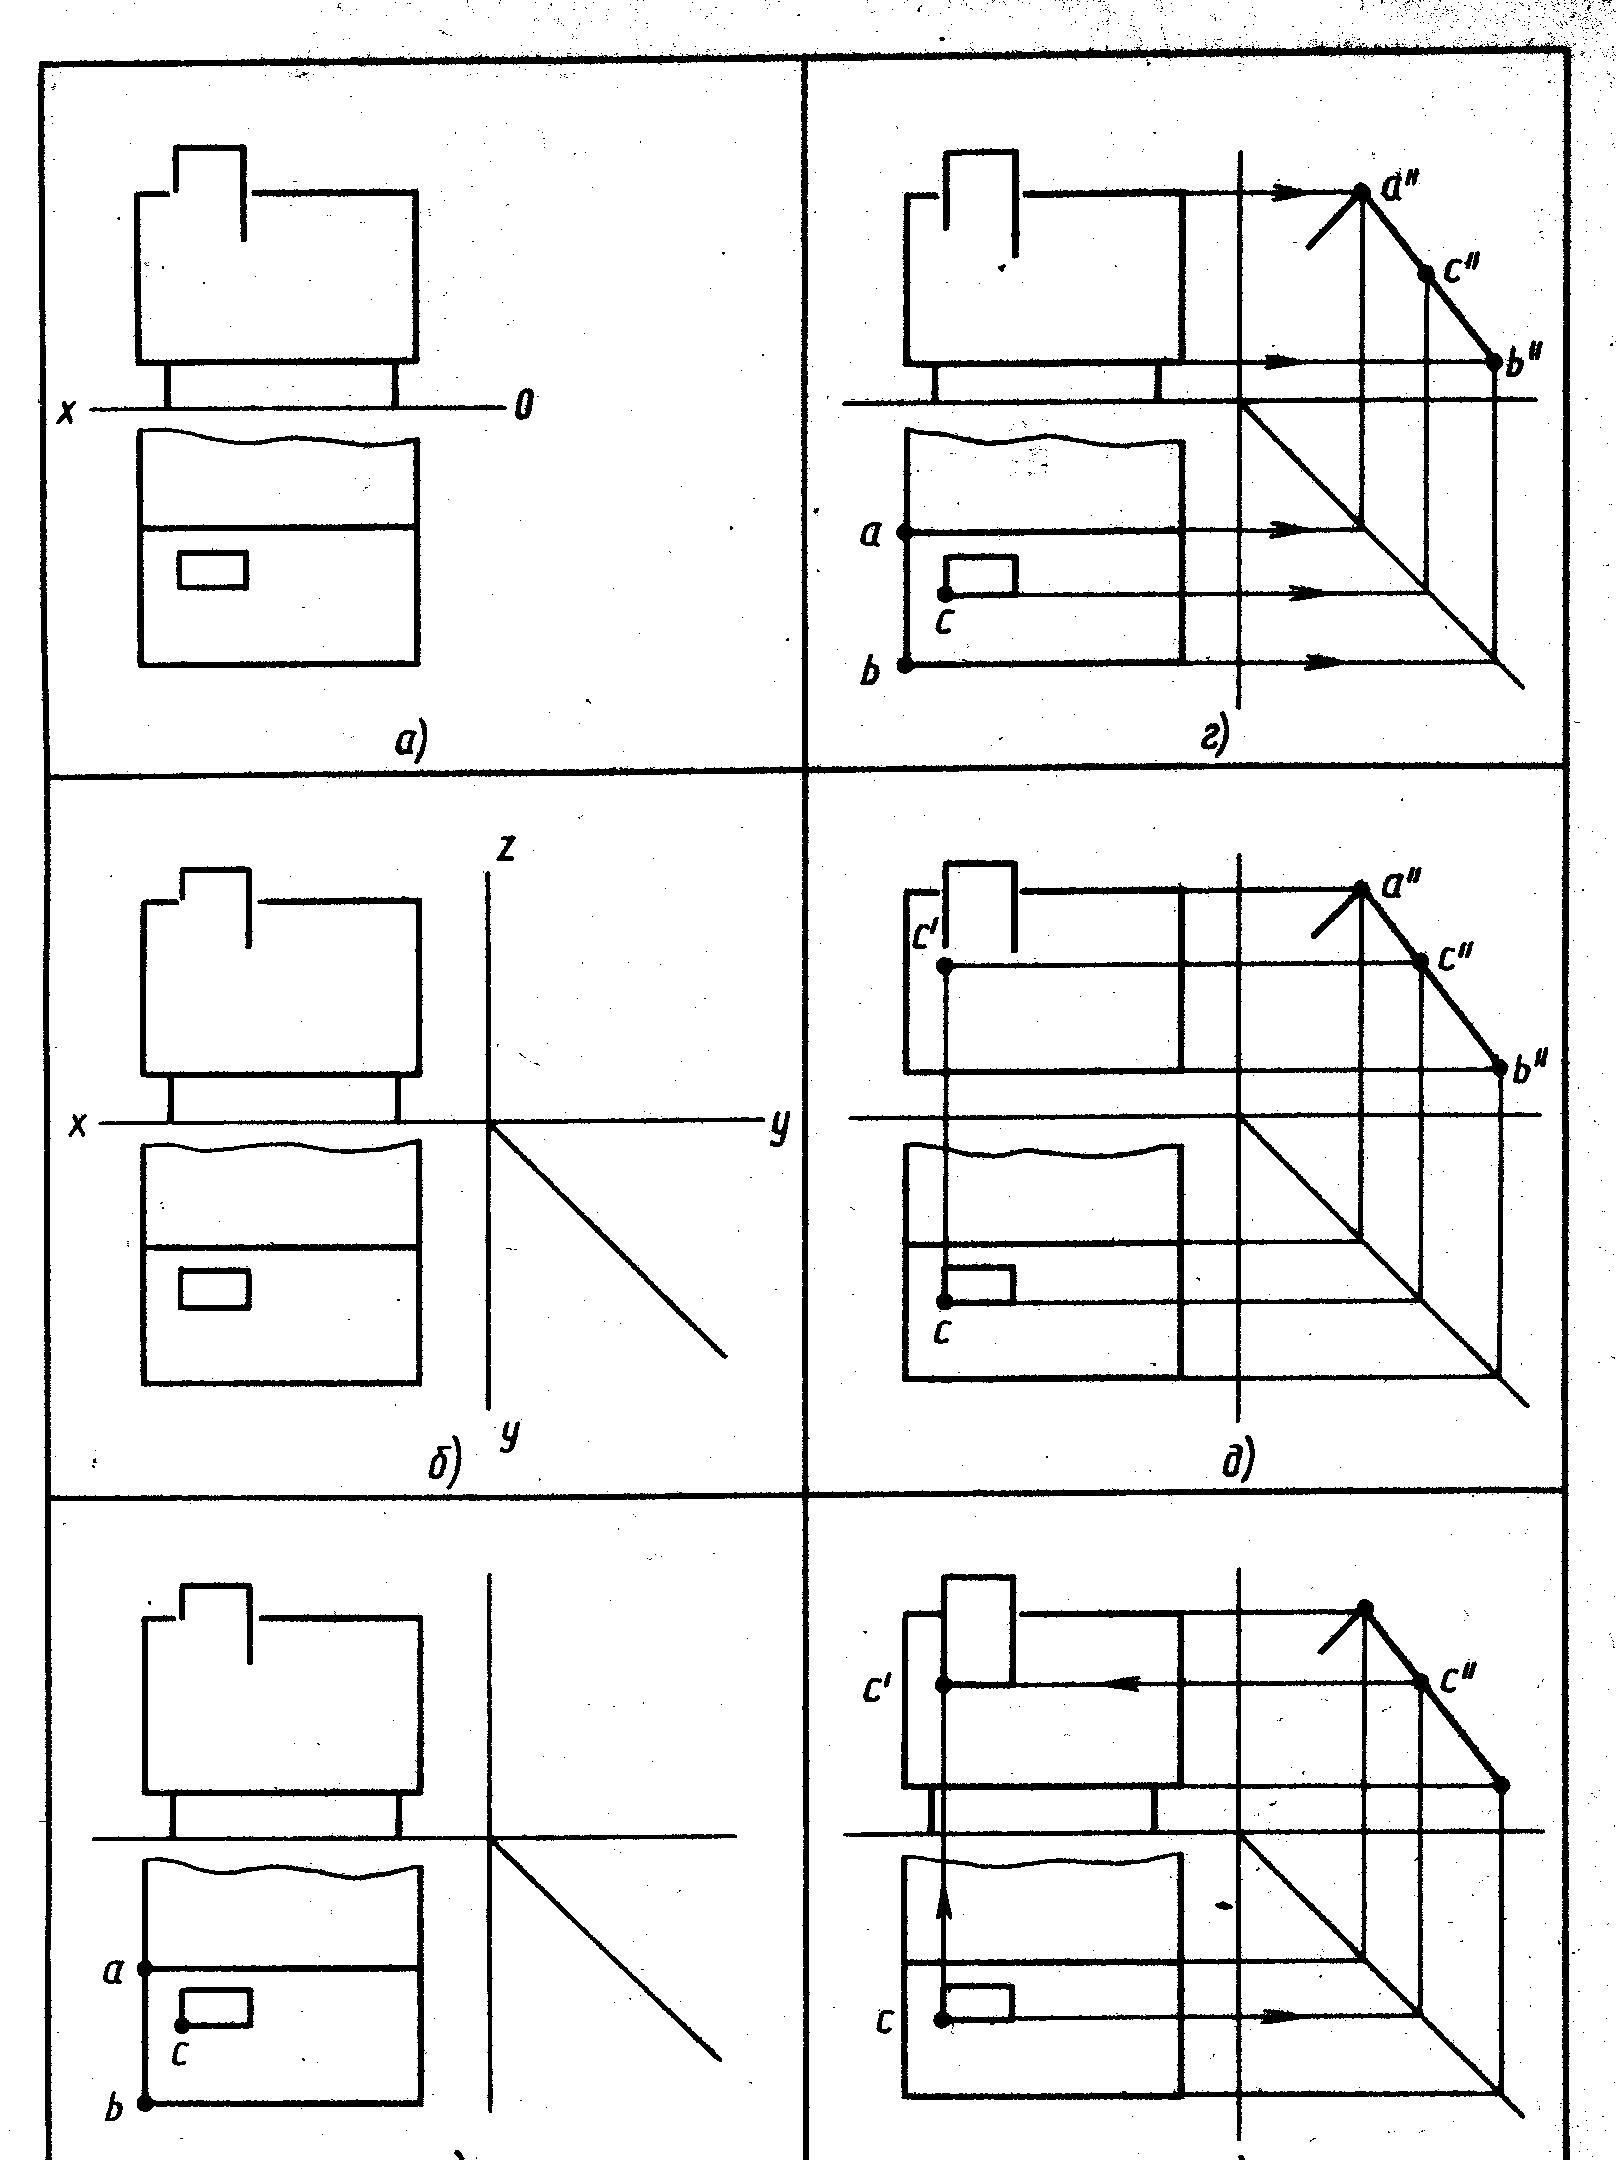 x 0
а)
a"
c"
b"
a
c
b
г)
z
x y
y
б)
a"
c'
c"
b"
c
д)
a
c
b
c' c"
c